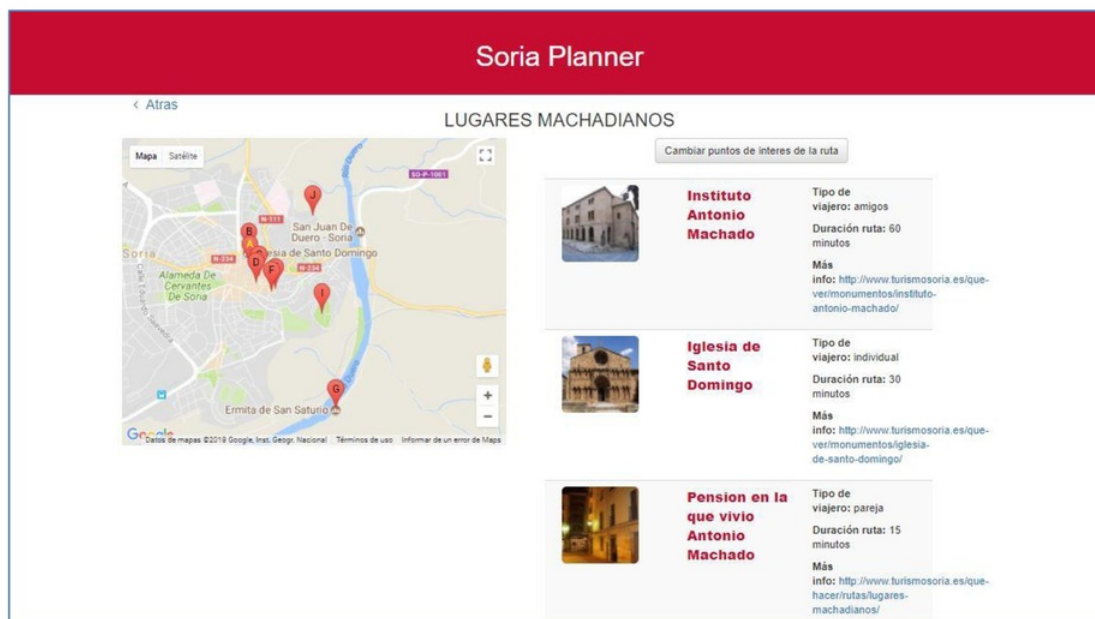 Soria Planner
< Atras
LUGARES MACHADIANOS
Mapa Satélite
Río Duero
SO-P-1001
J
N-111
B
San Juan De
Duero - Soria
A
Soria
esia de Santo Domingo
D
N-234
F
N-234
Alameda De
Cervantes
De Soria
I
Duero
G
Ermita de San Saturio
+
−
Google
Datos de mapas ©2018 Google, Inst. Geogr. Nacional Términos de uso Informar de un error de Maps
Cambiar puntos de interes de la ruta
Instituto
Antonio
Machado
Tipo de
viajero: amigos
Duración ruta: 60
minutos
Más
info: http://www.turismosoria.es/que-
ver/monumentos/instituto-
antonio-machado/
Iglesia de
Santo
Domingo
Tipo de
viajero: individual
Duración ruta: 30
minutos
Más
info: http://www.turismosoria.es/que-
ver/monumentos/iglesia-
de-santo-domingo/
Pension en la
que vivio
Antonio
Machado
Tipo de
viajero: pareja
Duración ruta: 15
minutos
Más
info: http://www.turismosoria.es/que-
hacer/rutas/lugares-
machadianos/